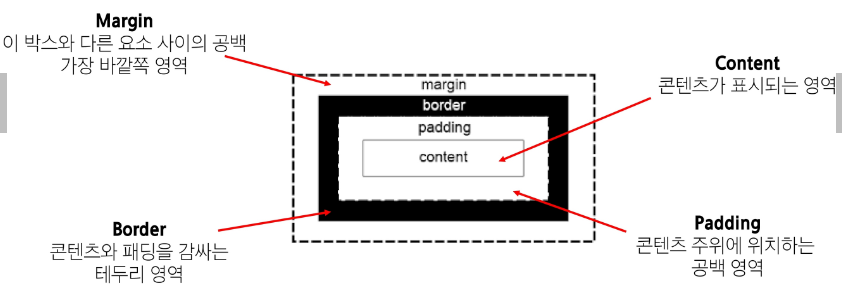 Margin
이 박스와 다른 요소 사이의 공백
가장 바깥쪽 영역
Content
콘텐츠가 표시되는 영역
margin
border
padding
content
Border
콘텐츠와 패딩을 감싸는
테두리 영역
Padding
콘텐츠 주위에 위치하는
공백 영역